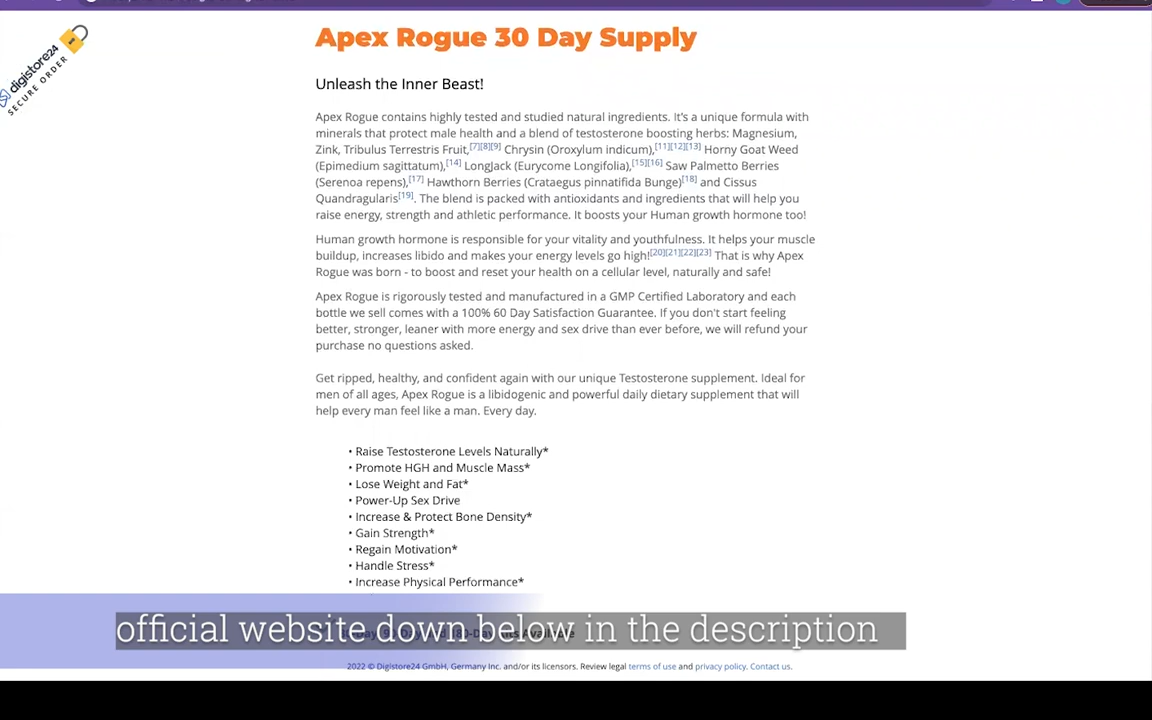 digistore24
SECURE ORDER
Apex Rogue 30 Day Supply
Unleash the Inner Beast!
Apex Rogue contains highly tested and studied natural ingredients. It's a unique formula with
minerals that protect male health and a blend of testosterone boosting herbs: Magnesium,
Zink, Tribulus Terrestris Fruit,[7][8][9] Chrysin (Oroxylum indicum),[11][12][13] Horny Goat Weed
(Epimedium sagittatum),[14] LongJack (Eurycome Longifolia),[15][16] Saw Palmetto Berries
(Serenoa repens),[17] Hawthorn Berries (Crataegus pinnatifida Bunge)[18] and Cissus
Quandragularis[19]. The blend is packed with antioxidants and ingredients that will help you
raise energy, strength and athletic performance. It boosts your Human growth hormone too!
Human growth hormone is responsible for your vitality and youthfulness. It helps your muscle
buildup, increases libido and makes your energy levels go high![20][21][22][23] That is why Apex
Rogue was born - to boost and reset your health on a cellular level, naturally and safe!
Apex Rogue is rigorously tested and manufactured in a GMP Certified Laboratory and each
bottle we sell comes with a 100% 60 Day Satisfaction Guarantee. If you don't start feeling
better, stronger, leaner with more energy and sex drive than ever before, we will refund your
purchase no questions asked.
Get ripped, healthy, and confident again with our unique Testosterone supplement. Ideal for
men of all ages, Apex Rogue is a libidogenic and powerful daily dietary supplement that will
help every man feel like a man. Every day.
• Raise Testosterone Levels Naturally*
• Promote HGH and Muscle Mass*
• Lose Weight and Fat*
• Power-Up Sex Drive
• Increase & Protect Bone Density*
• Gain Strength*
• Regain Motivation*
• Handle Stress*
• Increase Physical Performance*
official website down below in the description
2022 © Digistore24 GmbH, Germany Inc. and/or its licensors. Review legal terms of use and privacy policy. Contact us.